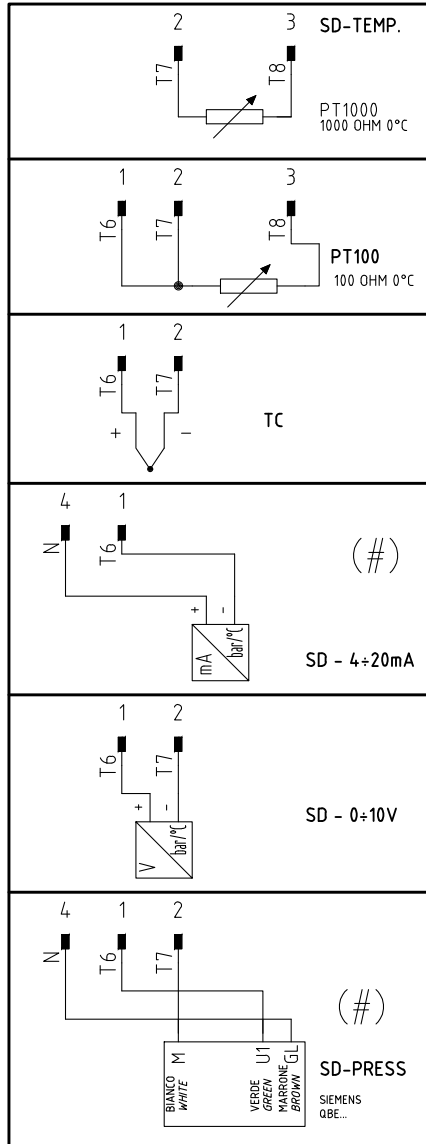 2 3 SD-TEMP.
T7 T8
PT1000
1000 OHM 0°C
1 2 3
T6 T7 T8
PT100
100 OHM 0°C
1 2
T6 T7
+ -
TC
4 1
N T6
(#)
+ -
mA bar/°C
SD - 4÷20mA
1 2
T6 T7
+ -
V bar/°C
SD - 0÷10V
4 1 2
N T6 T7
(#)
M U1 GL
BIANCO
WHITE
VERDE
GREEN
MARRONE
BROWN
SD-PRESS
SIEMENS
QBE...